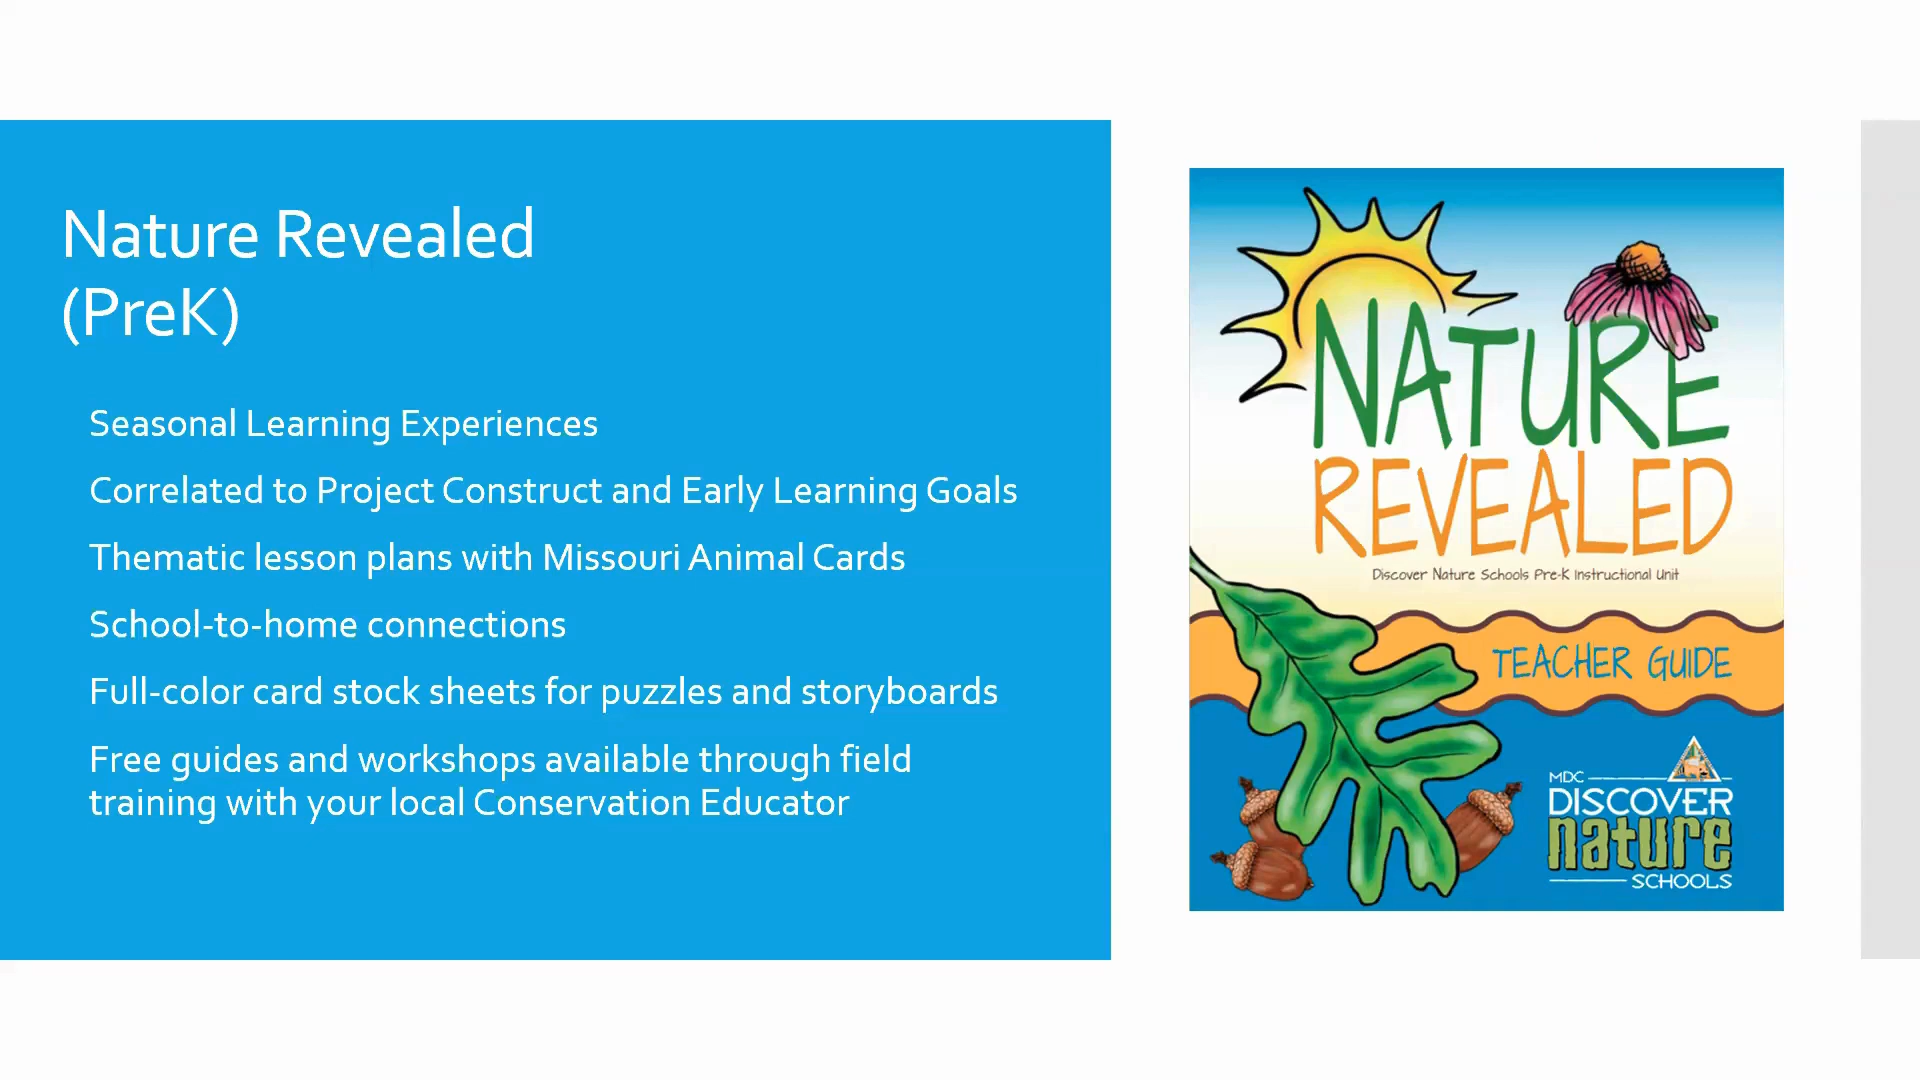 Nature Revealed
(PreK)
Seasonal Learning Experiences
Correlated to Project Construct and Early Learning Goals
Thematic lesson plans with Missouri Animal Cards
School-to-home connections
Full-color card stock sheets for puzzles and storyboards
Free guides and workshops available through field
training with your local Conservation Educator
NATURE
REVEALED
Discover Nature Schools Pre-K Instructional Unit
TEACHER GUIDE
MDC
DISCOVER
nature
SCHOOLS